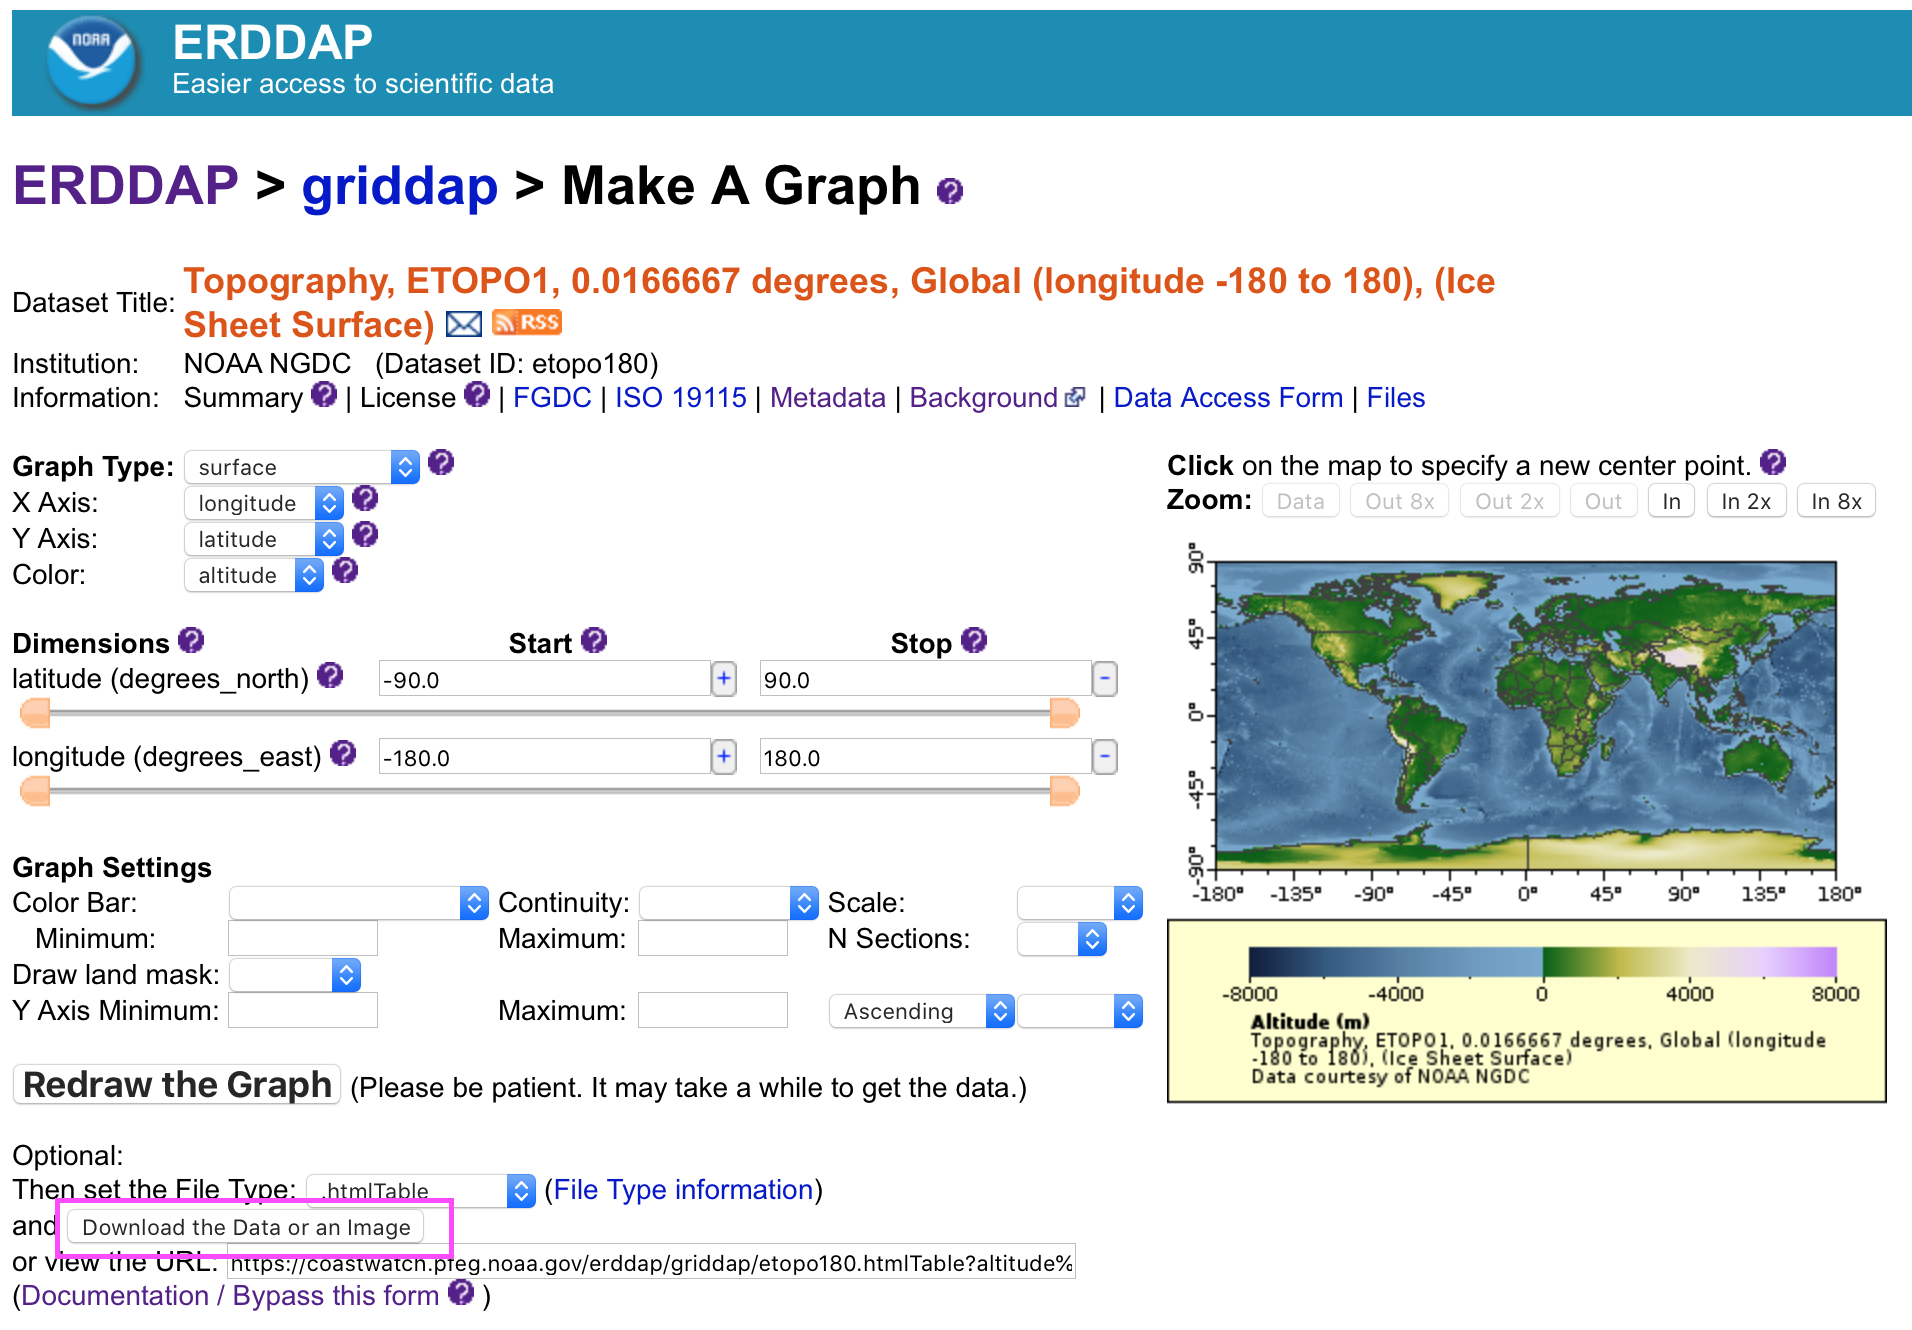 NOAA
ERDDAP
Easier access to scientific data
ERDDAP > griddap > Make A Graph ?
Dataset Title: Topography, ETOPO1, 0.0166667 degrees, Global (longitude -180 to 180), (Ice
Sheet Surface) RSS
Institution: NOAA NGDC (Dataset ID: etopo180)
Information: Summary ? | License ? | FGDC | ISO 19115 | Metadata | Background | Data Access Form | Files
Graph Type: surface ?
X Axis: longitude ?
Y Axis: latitude ?
Color: altitude ?
Dimensions ? Start ? Stop ?
latitude (degrees_north) ? -90.0 + 90.0 -
longitude (degrees_east) ? -180.0 + 180.0 -
Graph Settings
Color Bar: Continuity: Scale:
Minimum: Maximum: N Sections:
Draw land mask:
Y Axis Minimum: Maximum: Ascending
Redraw the Graph (Please be patient. It may take a while to get the data.)
Optional:
Then set the File Type: .htmlTable (File Type information)
and Download the Data or an Image
or view the URL: https://coastwatch.pfeg.noaa.gov/erddap/griddap/etopo180.htmlTable?altitude%
(Documentation / Bypass this form ? )
Click on the map to specify a new center point. ?
Zoom: Data Out 8x Out 2x Out In In 2x In 8x
90°
45°
0°
-45°
-90°
-180° -135° -90° -45° 0° 45° 90° 135° 180°
-8000 -4000 0 4000 8000
Altitude (m)
Topography, ETOPO1, 0.0166667 degrees, Global (longitude
-180 to 180), (Ice Sheet Surface)
Data courtesy of NOAA NGDC